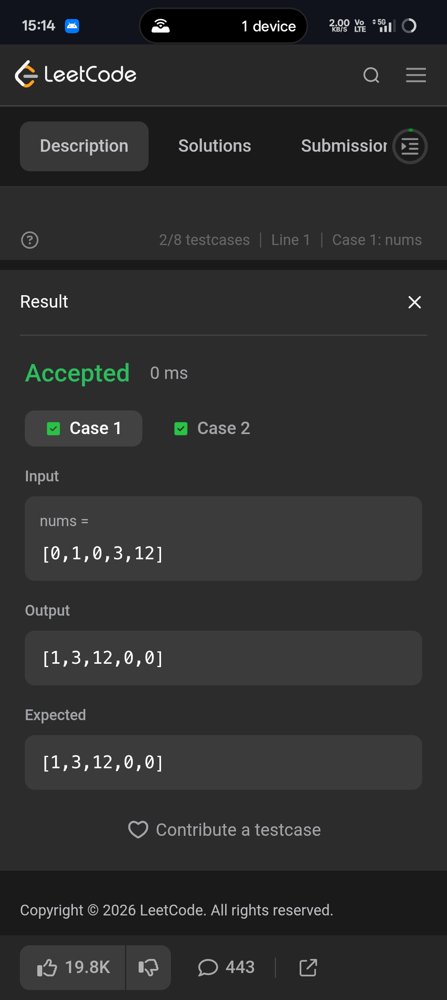 15:14
1 device
2.00 KB/S
Vo LTE
5G
LeetCode
Description
Solutions
Submission
2/8 testcases
Line 1
Case 1: nums
Result
Accepted
0 ms
Case 1
Case 2
Input
nums =
[0,1,0,3,12]
Output
[1,3,12,0,0]
Expected
[1,3,12,0,0]
Contribute a testcase
Copyright © 2026 LeetCode. All rights reserved.
19.8K
443